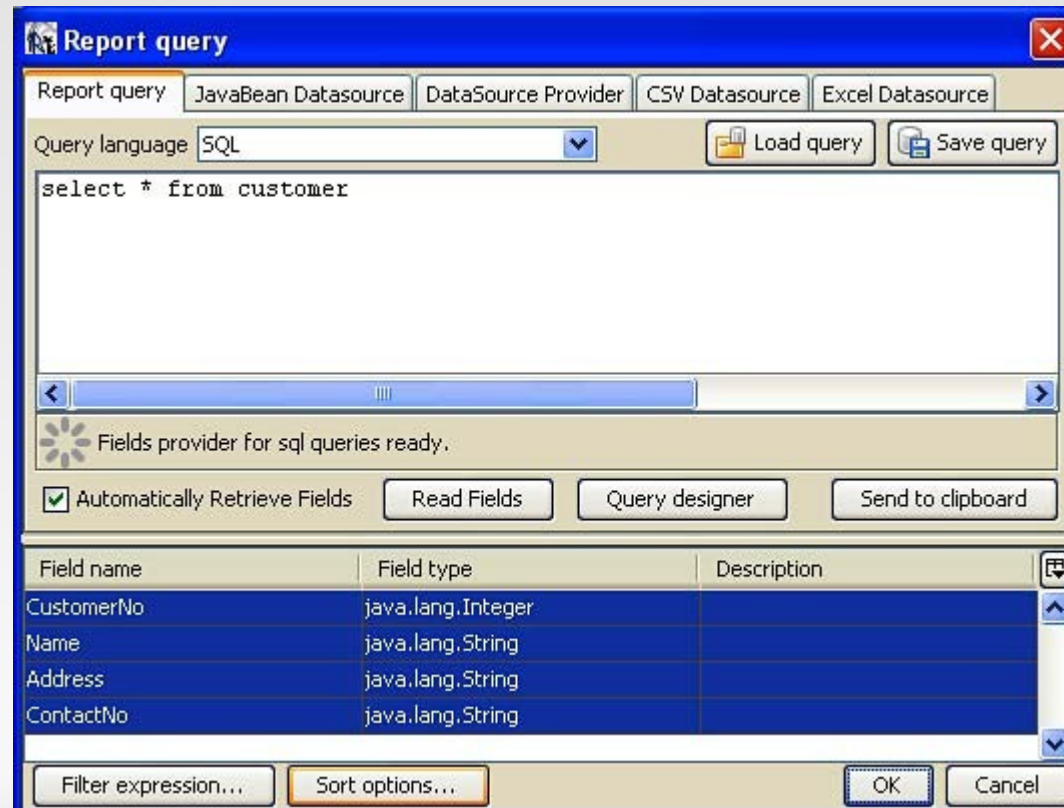 Report query
Report query JavaBean Datasource DataSource Provider CSV Datasource Excel Datasource
Query language SQL Load query Save query
select * from customer
Fields provider for sql queries ready.
Automatically Retrieve Fields Read Fields Query designer Send to clipboard
Field name Field type Description
CustomerNo java.lang.Integer
Name java.lang.String
Address java.lang.String
ContactNo java.lang.String
Filter expression... Sort options... OK Cancel